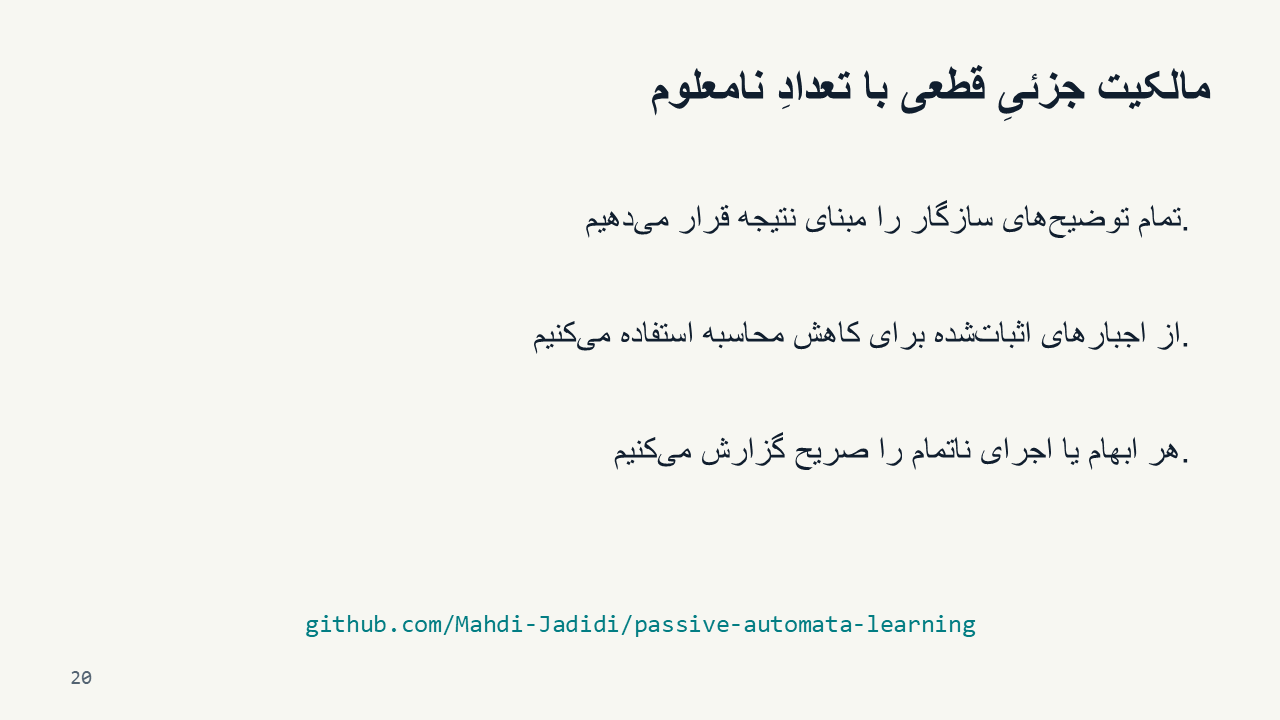 مالکیت جزئیِ قطعی با تعدادِ نامعلوم
.تمام توضیح‌های سازگار را مبنای نتیجه قرار می‌دهیم
.از اجبارهای اثبات‌شده برای کاهش محاسبه استفاده می‌کنیم
.هر ابهام یا اجرای ناتمام را صریح گزارش می‌کنیم
github.com/Mahdi-Jadidi/passive-automata-learning
20